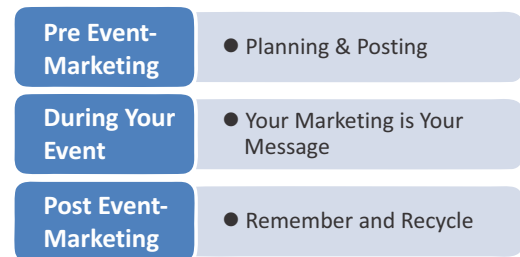 Pre Event-
Marketing
● Planning & Posting
During Your
Event
● Your Marketing is Your
Message
Post Event-
Marketing
● Remember and Recycle